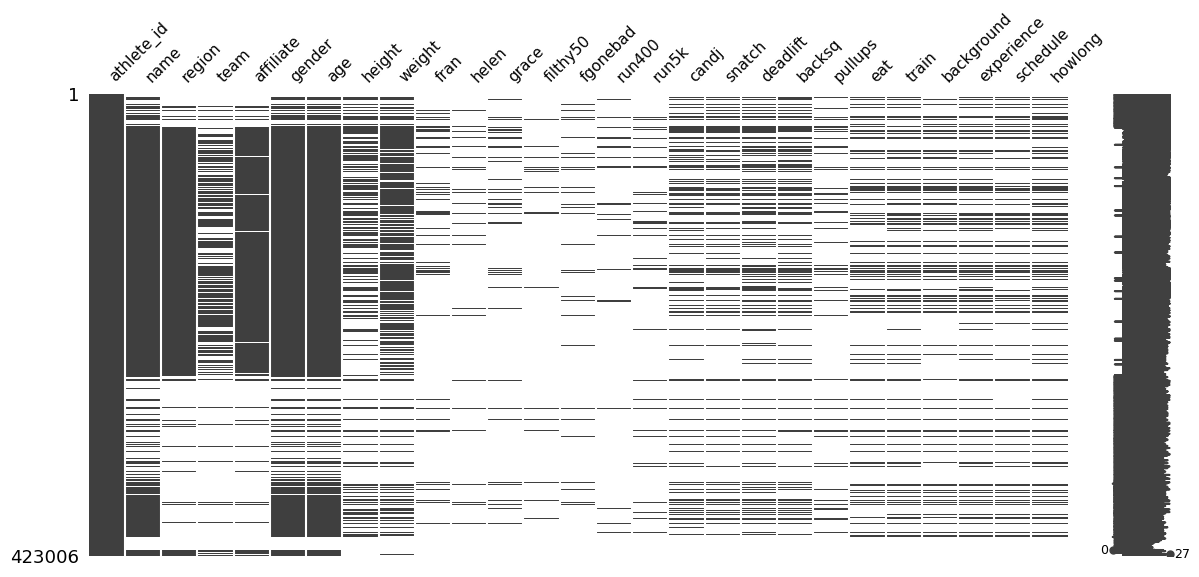 athlete_id name region team affiliate gender age height weight fran helen grace filthy50 fgonebad run400 run5k candj snatch deadlift backsq pullups eat train background experience schedule howlong
1
0 27
423006